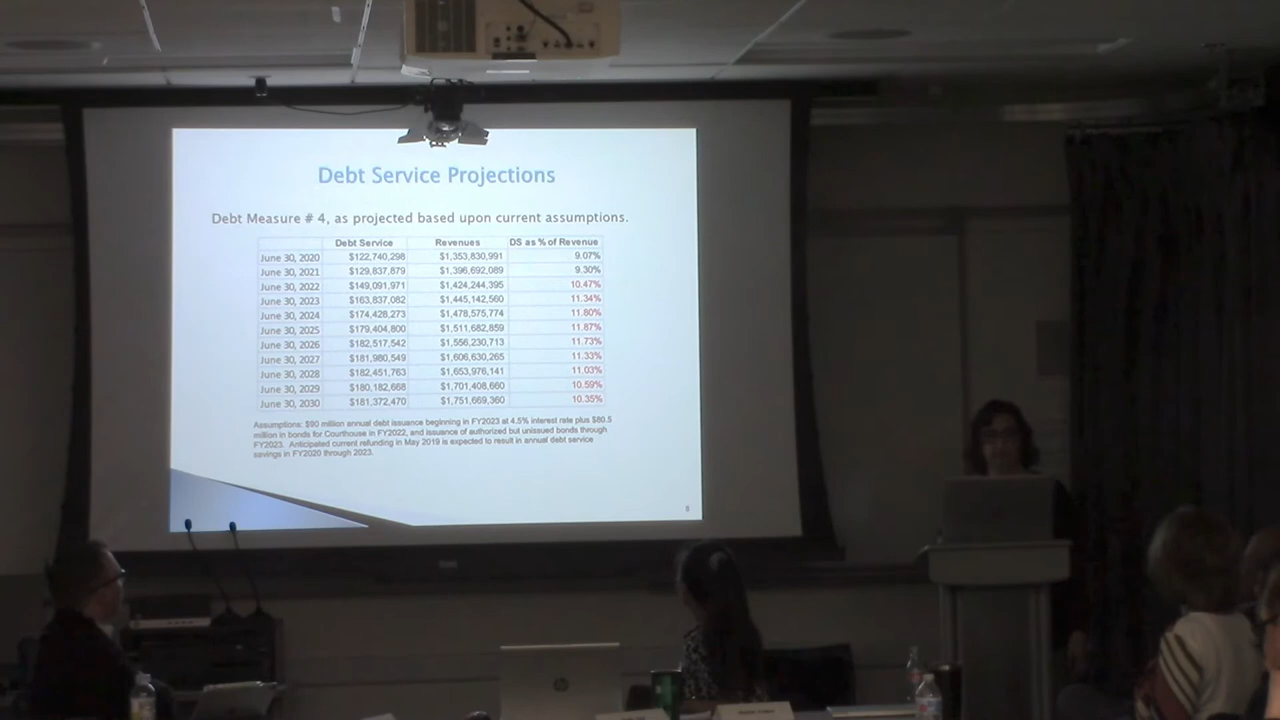 Debt Service Projections
Debt Measure # 4, as projected based upon current assumptions.
Debt Service Revenues DS as % of Revenue
June 30, 2020 $122,740,298 $1,353,830,991 9.07%
June 30, 2021 $129,837,879 $1,396,692,089 9.30%
June 30, 2022 $149,091,971 $1,424,244,395 10.47%
June 30, 2023 $163,837,082 $1,445,142,560 11.34%
June 30, 2024 $174,428,273 $1,478,575,774 11.80%
June 30, 2025 $179,404,800 $1,511,682,859 11.87%
June 30, 2026 $182,517,542 $1,556,230,713 11.73%
June 30, 2027 $181,980,549 $1,606,630,265 11.33%
June 30, 2028 $182,451,763 $1,653,976,141 11.03%
June 30, 2029 $180,182,668 $1,701,408,660 10.59%
June 30, 2030 $181,372,470 $1,751,669,360 10.35%
Assumptions: $90 million annual debt issuance beginning in FY2023 at 4.5% interest rate plus $80.5
million in bonds for Courthouse in FY2022, and issuance of authorized but unissued bonds through
FY2023. Anticipated current refunding in May 2019 is expected to result in annual debt service
savings in FY2020 through 2023.
8
hp